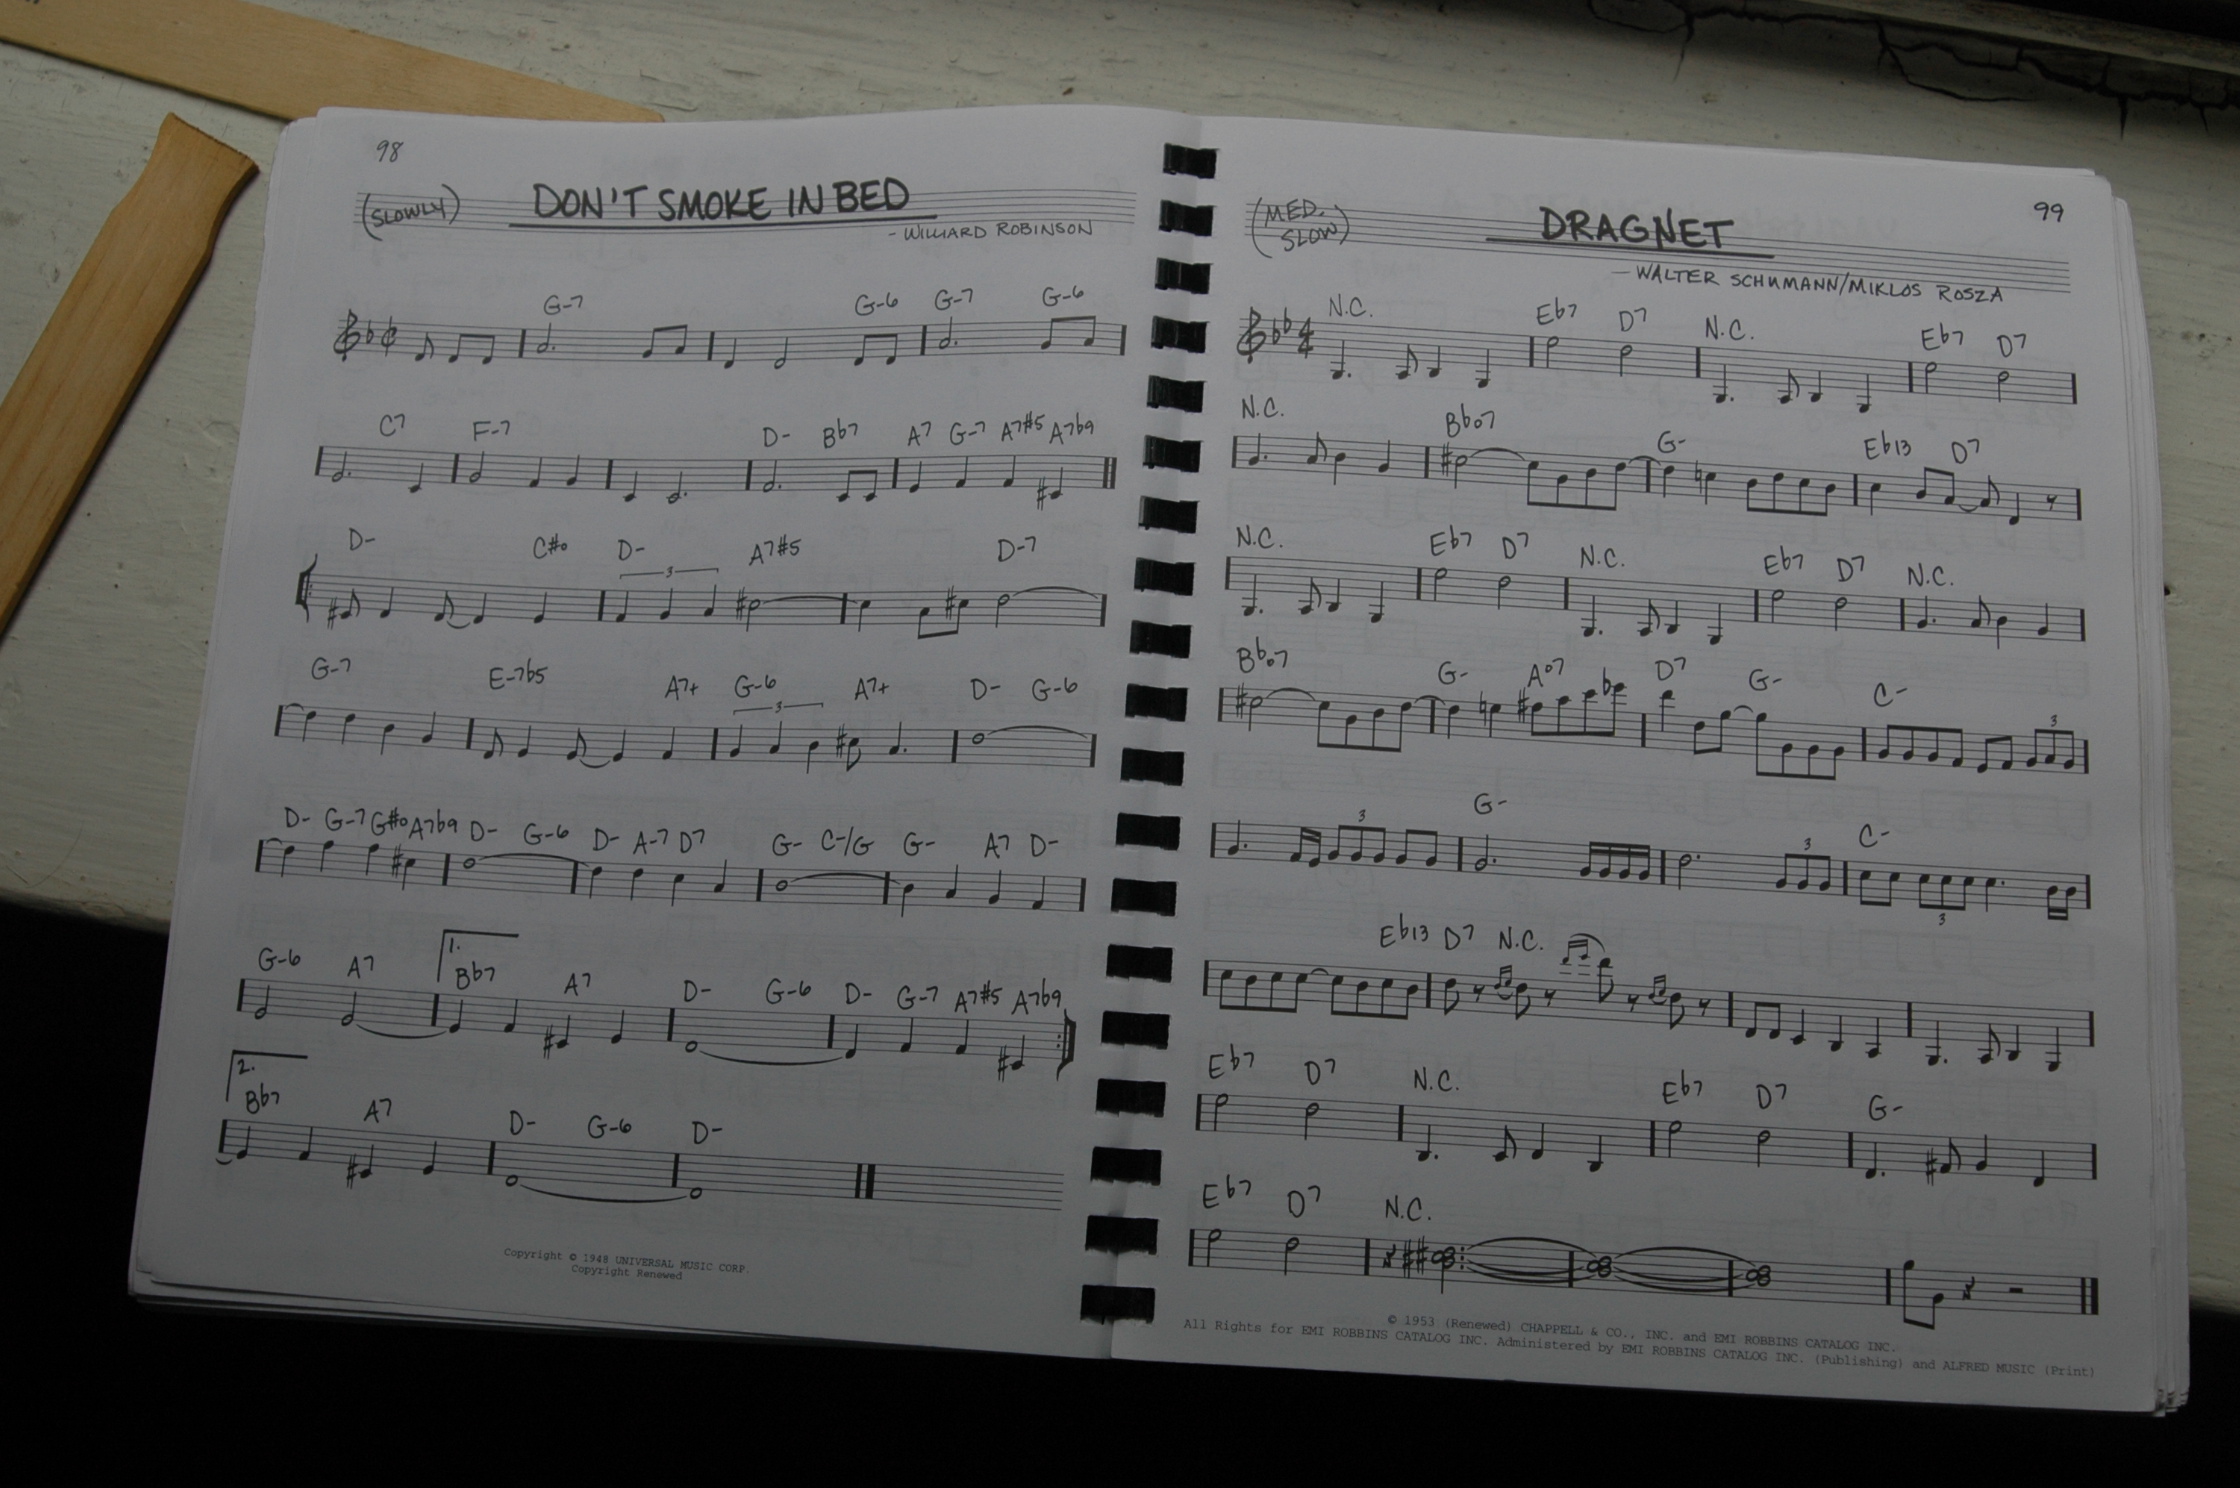 98
(SLOWLY)
DON'T SMOKE IN BED
- WILLIARD ROBINSON
G-7 G-6 G-7 G-6
C7 F-7 D- Bb7 A7 G-7 A7#5 A7b9
D- C#o D- A7#5 D-7
3
G-7 E-7b5 A7+ G-6 A7+ D- G-6
3
D- G-7 G#o A7b9 D- G-6 D- A-7 D7 G- C-/G G- A7 D-
G-6 A7 1. Bb7 A7 D- G-6 D- G-7 A7#5 A7b9
2.
Bb7 A7 D- G-6 D-
Copyright © 1948 UNIVERSAL MUSIC CORP.
Copyright Renewed
99
(MED. SLOW)
DRAGNET
- WALTER SCHUMANN/MIKLOS ROSZA
N.C. Eb7 D7 N.C. Eb7 D7
4
4
N.C. Bbo7 G- Eb13 D7
N.C. Eb7 D7 N.C. Eb7 D7 N.C.
Bbo7 G- Ao7 D7 G- C-
3
G- C-
3 3 3
Eb13 D7 N.C.
Eb7 D7 N.C. Eb7 D7 G-
Eb7 D7 N.C.
© 1953 (Renewed) CHAPPELL & CO., INC. and EMI ROBBINS CATALOG INC.
All Rights for EMI ROBBINS CATALOG INC. Administered by EMI ROBBINS CATALOG INC. (Publishing) and ALFRED MUSIC (Print)